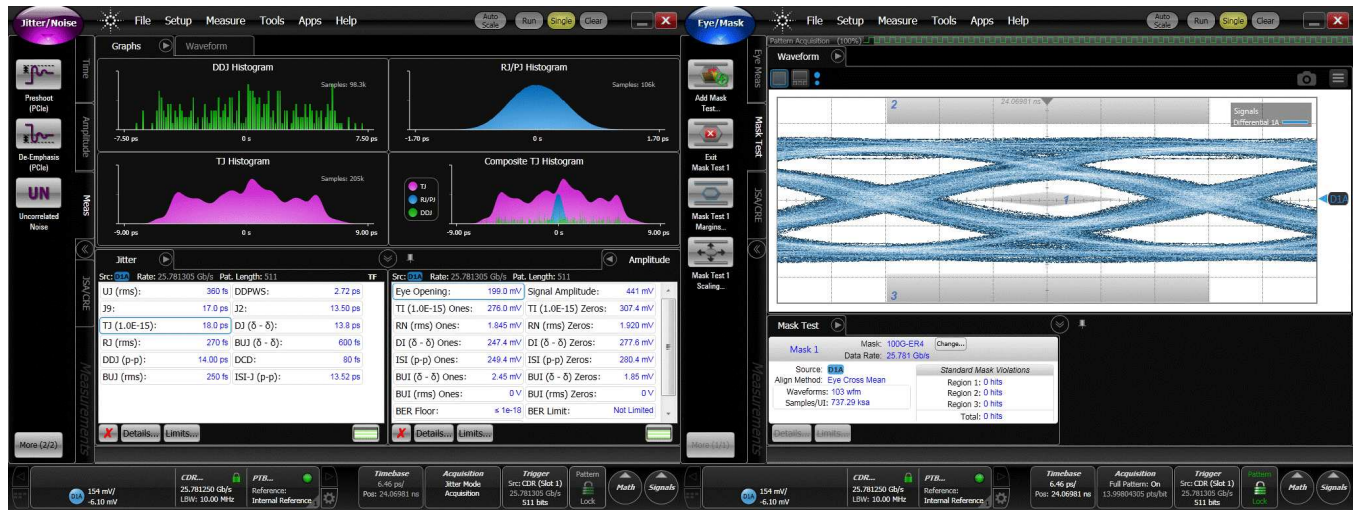 Jitter/Noise
File Setup Measure Tools Apps Help
Auto Scale
Run
Single
Clear
Graphs
Waveform
Time
Amplitude
Meas
JSA/CRE
Measurements
Preshoot (PCIe)
De-Emphasis (PCIe)
UN
Uncorrelated Noise
More (2/2)
DDJ Histogram
Samples: 98.3k
-7.50 ps 0 s 7.50 ps
RJ/PJ Histogram
Samples: 106k
-1.70 ps 0 s 1.70 ps
TJ Histogram
Samples: 205k
-9.00 ps 0 s 9.00 ps
Composite TJ Histogram
TJ
RJ/PJ
DDJ
-9.00 ps 0 s 9.00 ps
Jitter
Src: D1A Rate: 25.781305 Gb/s Pat. Length: 511 TF
UJ (rms): 360 fs DDPWS: 2.72 ps
J9: 17.0 ps J2: 13.50 ps
TJ (1.0E-15): 18.0 ps DJ (δ - δ): 13.8 ps
RJ (rms): 270 fs BUJ (δ - δ): 600 fs
DDJ (p-p): 14.00 ps DCD: 80 fs
BUJ (rms): 250 fs ISI-J (p-p): 13.52 ps
Details... Limits...
Amplitude
Src: D1A Rate: 25.781305 Gb/s Pat. Length: 511
Eye Opening: 199.0 mV Signal Amplitude: 441 mV
TI (1.0E-15) Ones: 276.0 mV TI (1.0E-15) Zeros: 307.4 mV
RN (rms) Ones: 1.845 mV RN (rms) Zeros: 1.920 mV
DI (δ - δ) Ones: 247.4 mV DI (δ - δ) Zeros: 277.6 mV
ISI (p-p) Ones: 249.4 mV ISI (p-p) Zeros: 280.4 mV
BUI (δ - δ) Ones: 2.45 mV BUI (δ - δ) Zeros: 1.85 mV
BUI (rms) Ones: 0 V BUI (rms) Zeros: 0 V
BER Floor: ≤ 1e-18 BER Limit: Not Limited
Details... Limits...
D1A 154 mV/
-6.10 mV
CDR...
25.781250 Gb/s
LBW: 10.00 MHz
PTB...
Reference:
Internal Reference
Timebase
6.46 ps/
Pos: 24.06981 ns
Acquisition
Jitter Mode
Acquisition
Trigger
Src: CDR (Slot 1)
25.781305 Gb/s
511 bits
Pattern
Lock
Math
Signals
Eye/Mask
File Setup Measure Tools Apps Help
Auto Scale
Run
Single
Clear
Pattern Acquisition (100%)
Waveform
Eye Meas
Mask Test
JSA/CRE
Measurements
Add Mask Test...
Exit Mask Test 1
Mask Test 1 Margins...
Mask Test 1 Scaling...
More (1/1)
24.06981 ns
Signals
Differential 1A
2
1
3
D1A
Mask Test
Mask 1
Mask: 100G-ER4 Change...
Data Rate: 25.781 Gb/s
Source: D1A
Align Method: Eye Cross Mean
Waveforms: 103 wfm
Samples/UI: 737.29 ksa
Standard Mask Violations
Region 1: 0 hits
Region 2: 0 hits
Region 3: 0 hits
Total: 0 hits
Details... Limits...
D1A 154 mV/
-6.10 mV
CDR...
25.781250 Gb/s
LBW: 10.00 MHz
PTB...
Reference:
Internal Reference
Timebase
6.46 ps/
Pos: 24.06981 ns
Acquisition
Full Pattern: On
13.99804305 pts/bit
Trigger
Src: CDR (Slot 1)
25.781305 Gb/s
511 bits
Pattern
Lock
Math
Signals